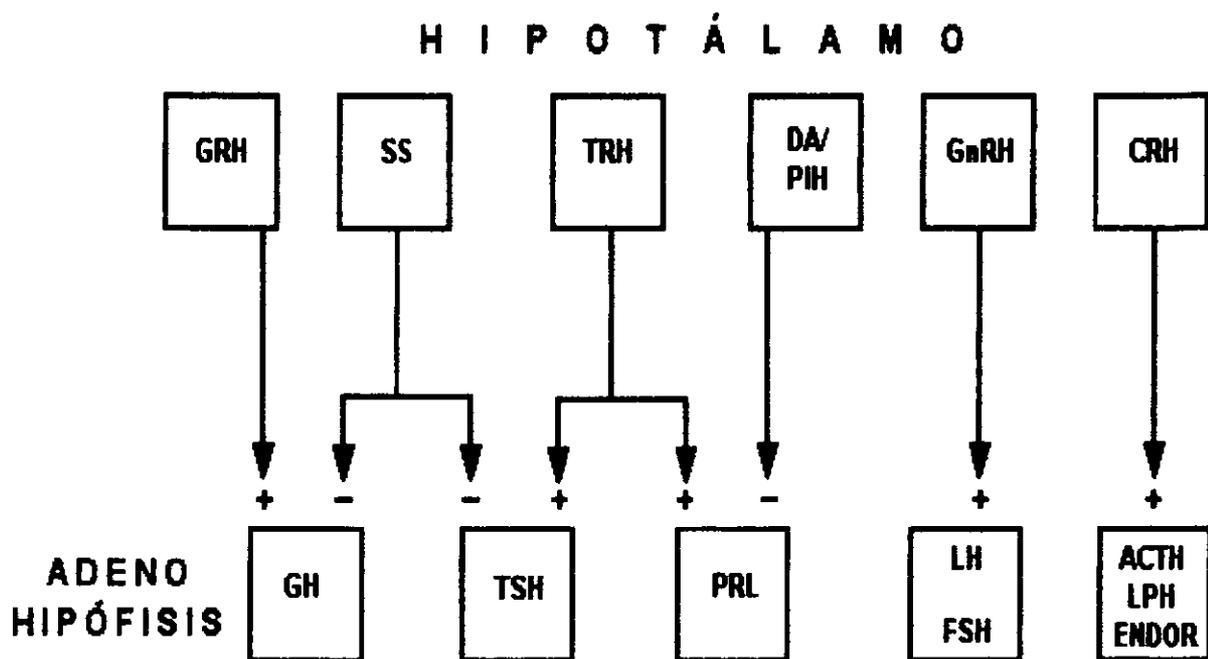 HIPOTÁLAMO
GRH
SS
TRH
DA/
PIH
GnRH
CRH
+ − − + + − + +
ADENO
HIPÓFISIS
GH
TSH
PRL
LH
FSH
ACTH
LPH
ENDOR